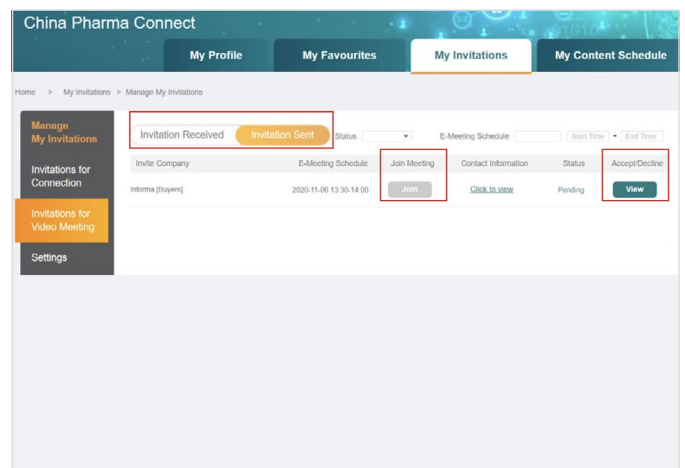 China Pharma Connect
My Profile
My Favourites
My Invitations
My Content Schedule
Home > My Invitations > Manage My Invitations
Manage
My Invitations
Invitations for
Connection
Invitations for
Video Meeting
Settings
Invitation Received
Invitation Sent
Status
E-Meeting Schedule
Start Time
-
End Time
Invite Company
E-Meeting Schedule
Join Meeting
Contact Information
Status
Accept/Decline
Informa [Buyers]
2020-11-06 13:30-14:00
Join
Click to view
Pending
View